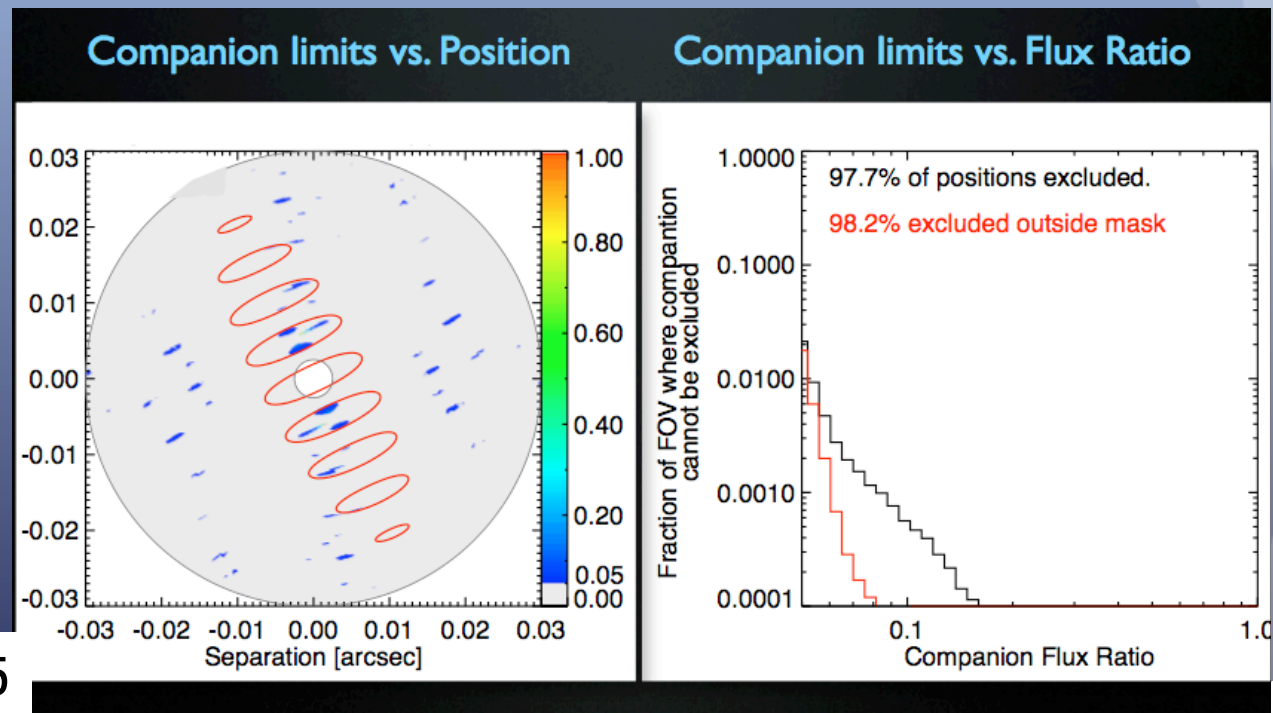 Companion limits vs. Position
Companion limits vs. Flux Ratio
0.03
0.02
0.01
0.00
-0.01
-0.02
-0.03
-0.03 -0.02 -0.01 0.00 0.01 0.02 0.03
Separation [arcsec]
1.00
0.80
0.60
0.40
0.20
0.05
0.00
Fraction of FOV where compantion
cannot be excluded
1.0000
0.1000
0.0100
0.0010
0.0001
97.7% of positions excluded.
98.2% excluded outside mask
0.1 1.0
Companion Flux Ratio
5